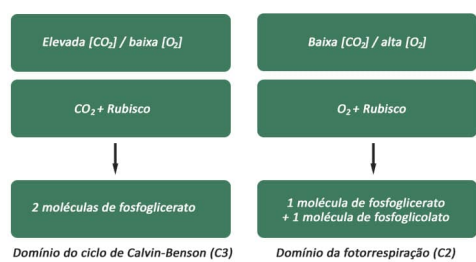 Elevada [CO₂] / baixa [O₂]
CO₂ + Rubisco
2 moléculas de fosfoglicerato
Domínio do ciclo de Calvin-Benson (C3)
Baixa [CO₂] / alta [O₂]
O₂ + Rubisco
1 molécula de fosfoglicerato
+ 1 molécula de fosfoglicolato
Domínio da fotorrespiração (C2)